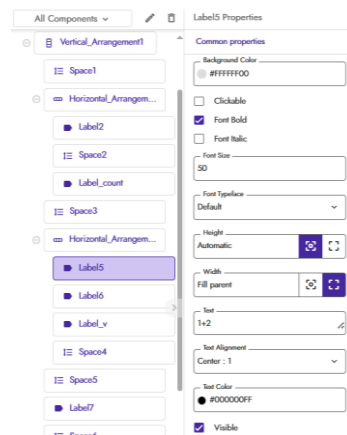 All Components
Label5 Properties
Vertical_Arrangement1
Common properties
Space1
Background Color
#FFFFFF00
Horizontal_Arrangem...
Clickable
Label2
Font Bold
Font Italic
Space2
Font Size
50
Label_count
Font Typeface
Default
Space3
Horizontal_Arrangem...
Height
Automatic
Label5
Width
Fill parent
Label6
Label_v
Text
1+2
Space4
Text Alignment
Center : 1
Space5
Text Color
#000000FF
Label7
Visible